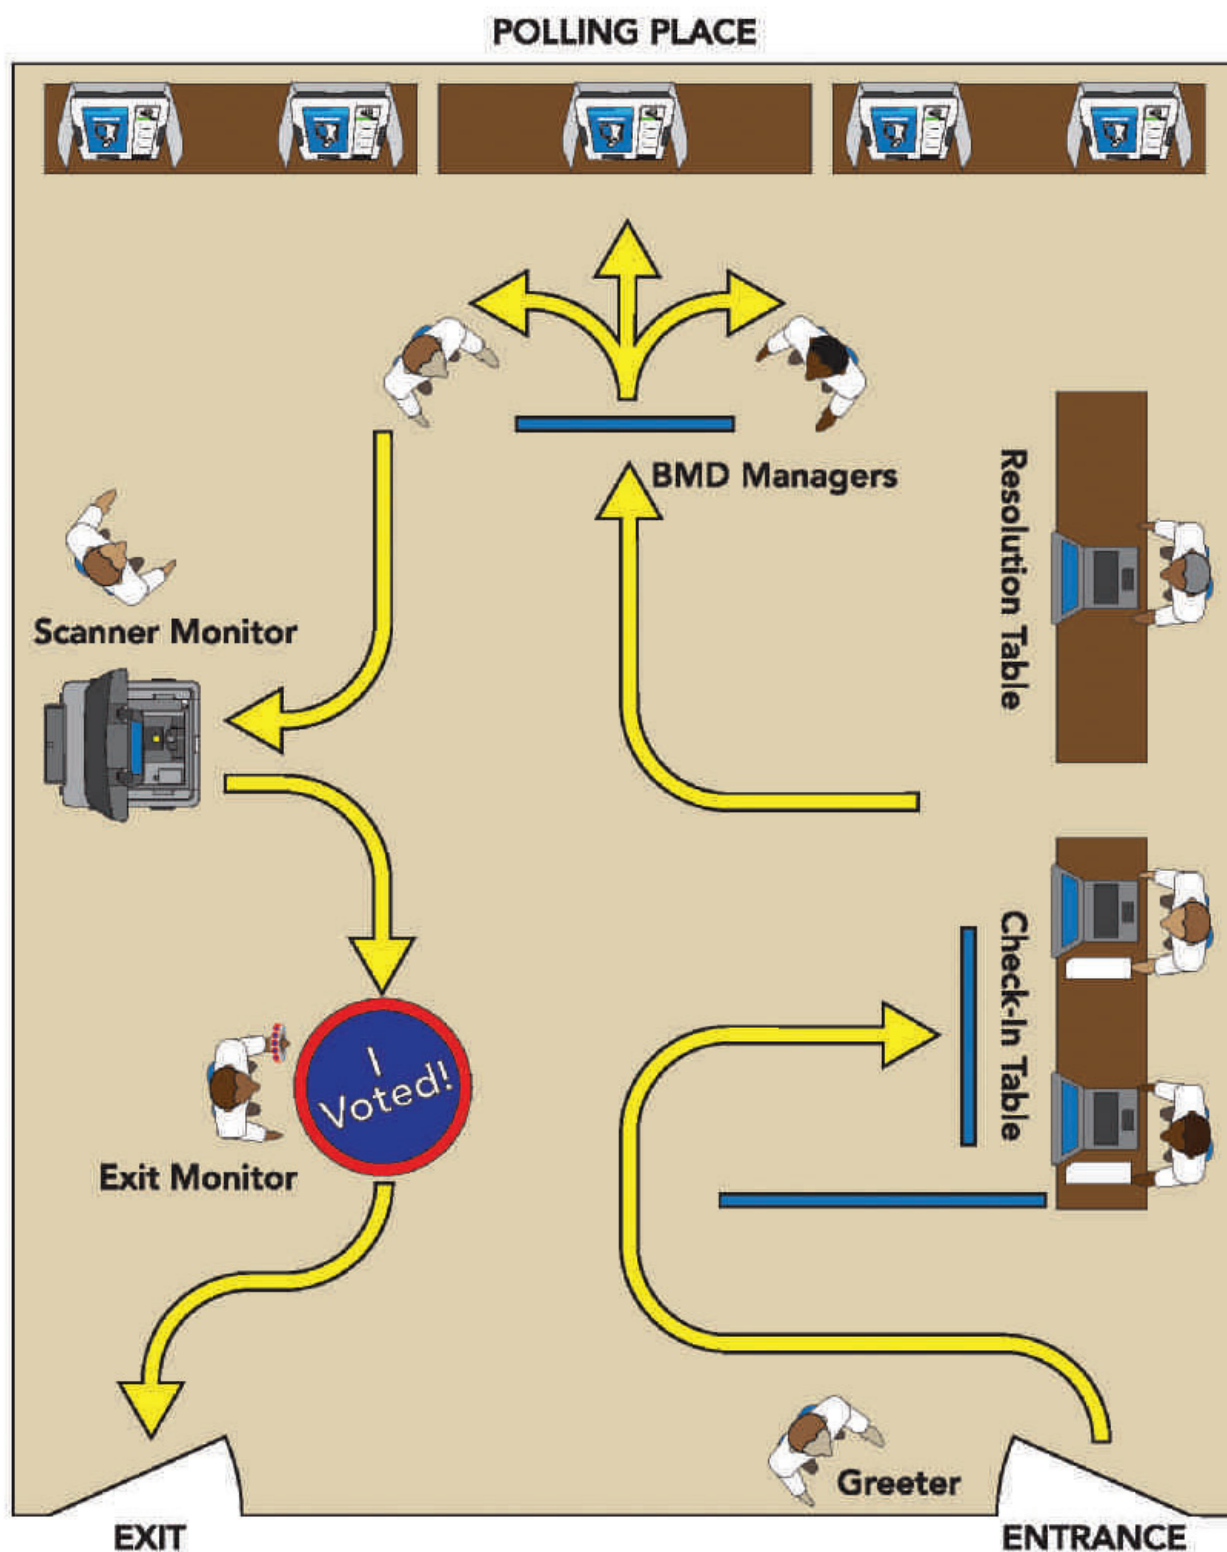 POLLING PLACE
BMD Managers
Resolution Table
Scanner Monitor
Check-In Table
I
Voted!
Exit Monitor
Greeter
EXIT
ENTRANCE